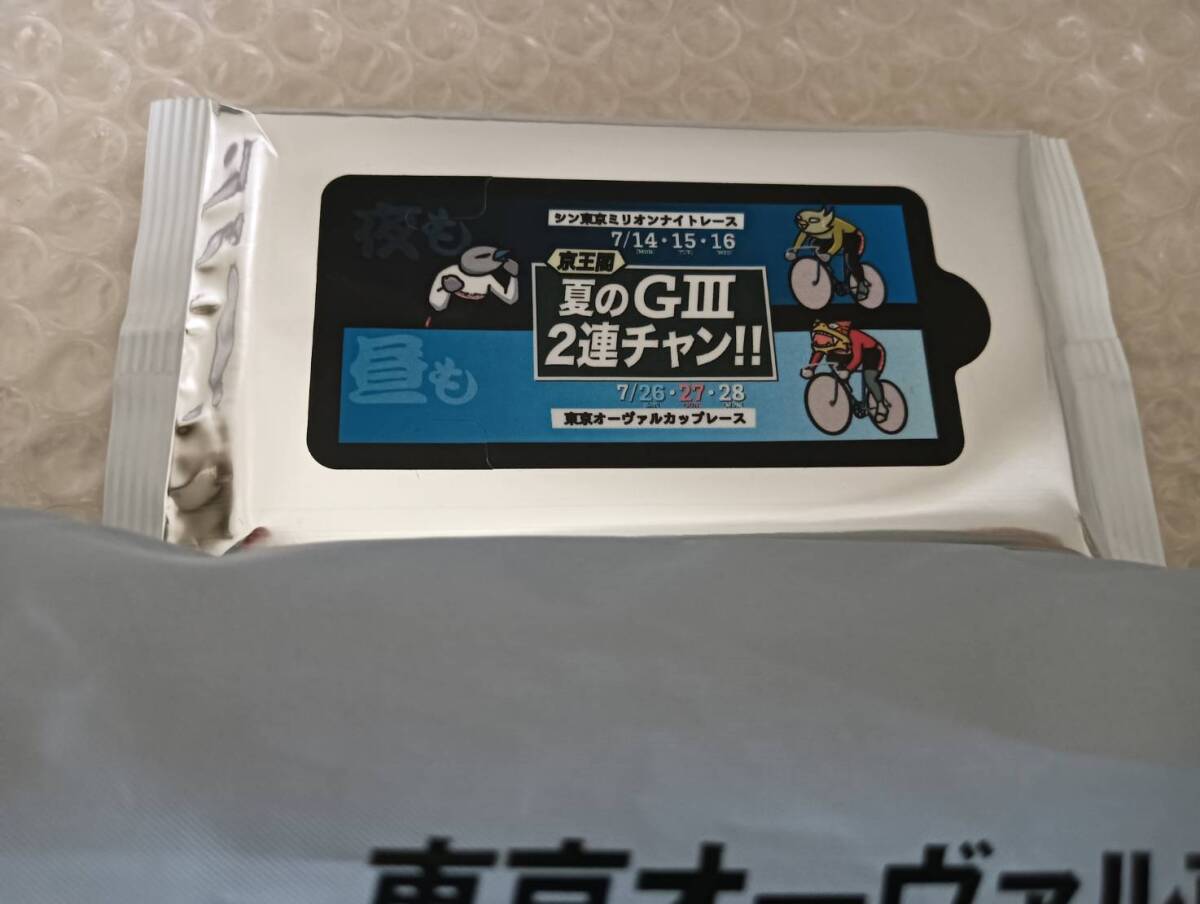 夜も
シン東京ミリオンナイトレース
7/14・15・16
京王閣
夏のGⅢ
2連チャン!!
昼も
7/26・27・28
東京オーヴァルカップレース
東京オーヴァル